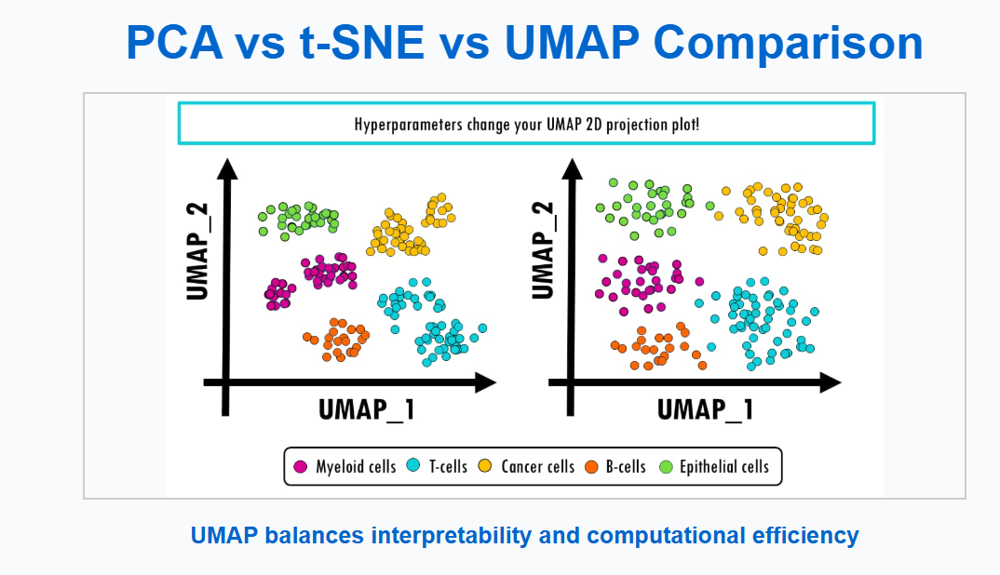 PCA vs t-SNE vs UMAP Comparison
Hyperparameters change your UMAP 2D projection plot!
UMAP_2
UMAP_1
UMAP_2
UMAP_1
Myeloid cells T-cells Cancer cells B-cells Epithelial cells
UMAP balances interpretability and computational efficiency